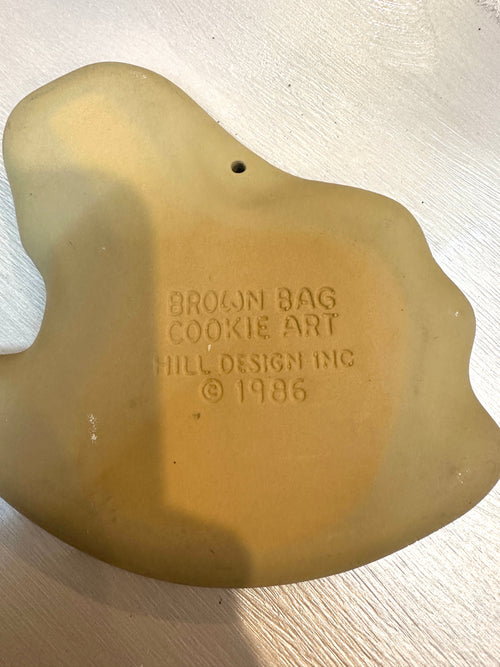 BROWN BAG
COOKIE ART
HILL DESIGN INC
© 1986